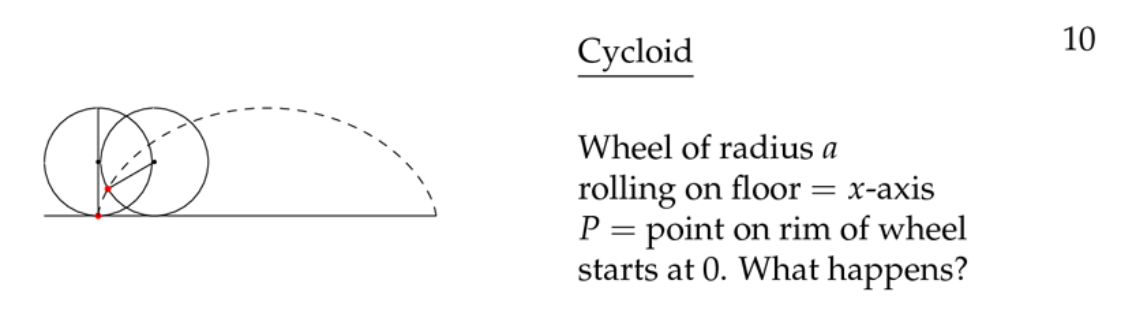 Cycloid
10
Wheel of radius a
rolling on floor = x-axis
P = point on rim of wheel
starts at 0. What happens?